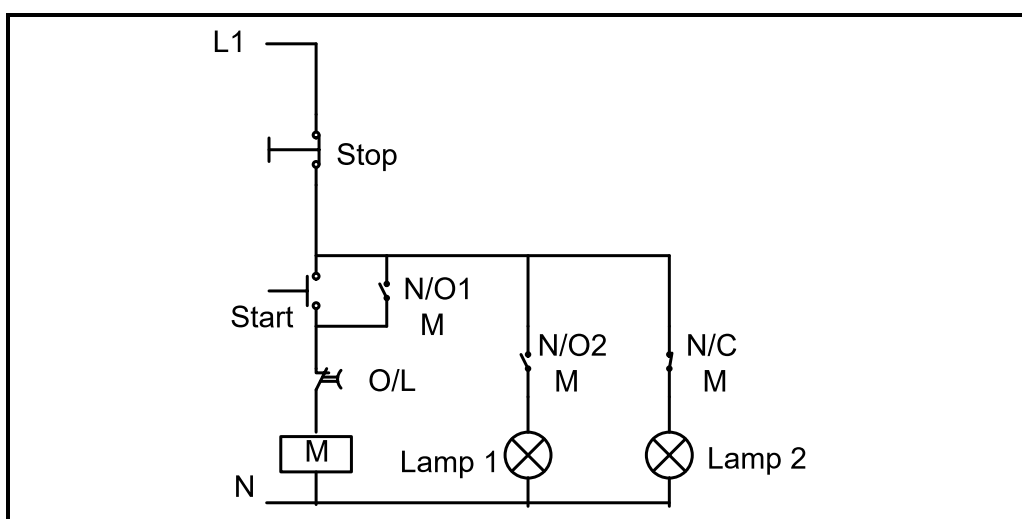 L1
Stop
N/O1
M
Start
N/O2
M
N/C
M
O/L
M
Lamp 1
Lamp 2
N